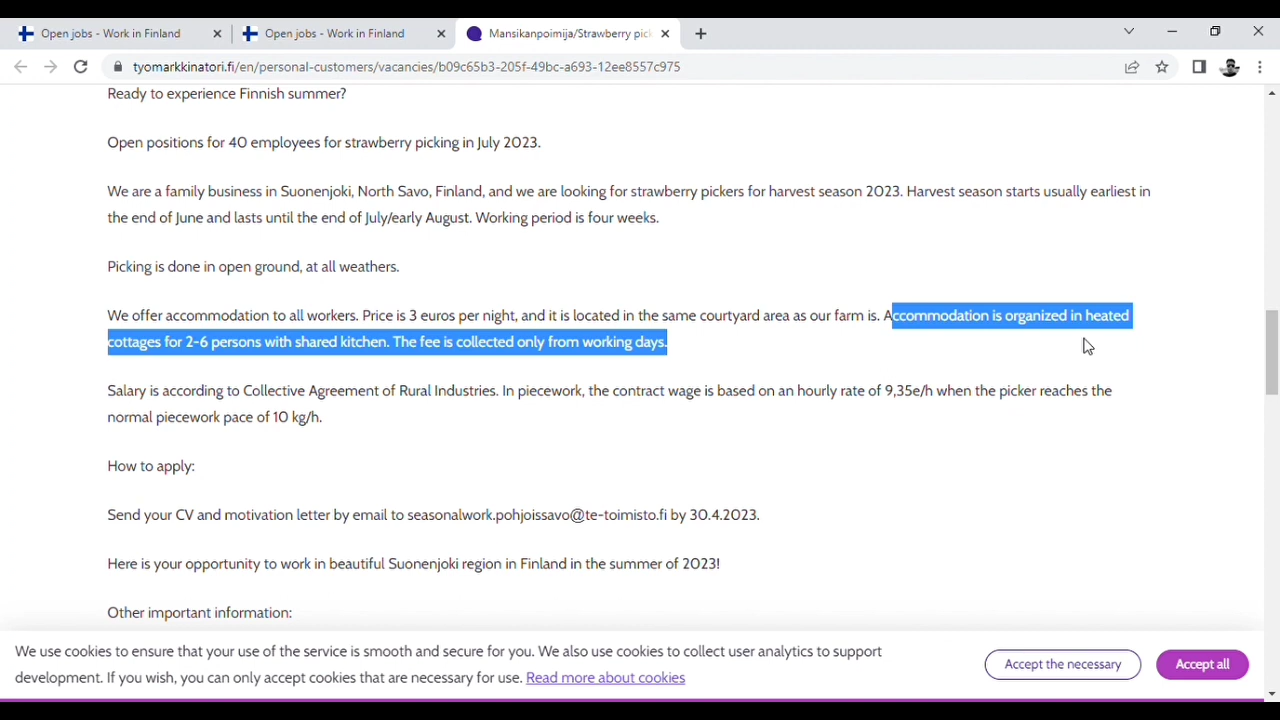 Open jobs - Work in Finland
Open jobs - Work in Finland
Mansikanpoimija/Strawberry pick
tyomarkkinatori.fi/en/personal-customers/vacancies/b09c65b3-205f-49bc-a693-12ee8557c975
Ready to experience Finnish summer?
Open positions for 40 employees for strawberry picking in July 2023.
We are a family business in Suonenjoki, North Savo, Finland, and we are looking for strawberry pickers for harvest season 2023. Harvest season starts usually earliest in
the end of June and lasts until the end of July/early August. Working period is four weeks.
Picking is done in open ground, at all weathers.
We offer accommodation to all workers. Price is 3 euros per night, and it is located in the same courtyard area as our farm is. Accommodation is organized in heated
cottages for 2-6 persons with shared kitchen. The fee is collected only from working days.
Salary is according to Collective Agreement of Rural Industries. In piecework, the contract wage is based on an hourly rate of 9,35e/h when the picker reaches the
normal piecework pace of 10 kg/h.
How to apply:
Send your CV and motivation letter by email to seasonalwork.pohjoissavo@te-toimisto.fi by 30.4.2023.
Here is your opportunity to work in beautiful Suonenjoki region in Finland in the summer of 2023!
Other important information:
We use cookies to ensure that your use of the service is smooth and secure for you. We also use cookies to collect user analytics to support
development. If you wish, you can only accept cookies that are necessary for use. Read more about cookies
Accept the necessary
Accept all